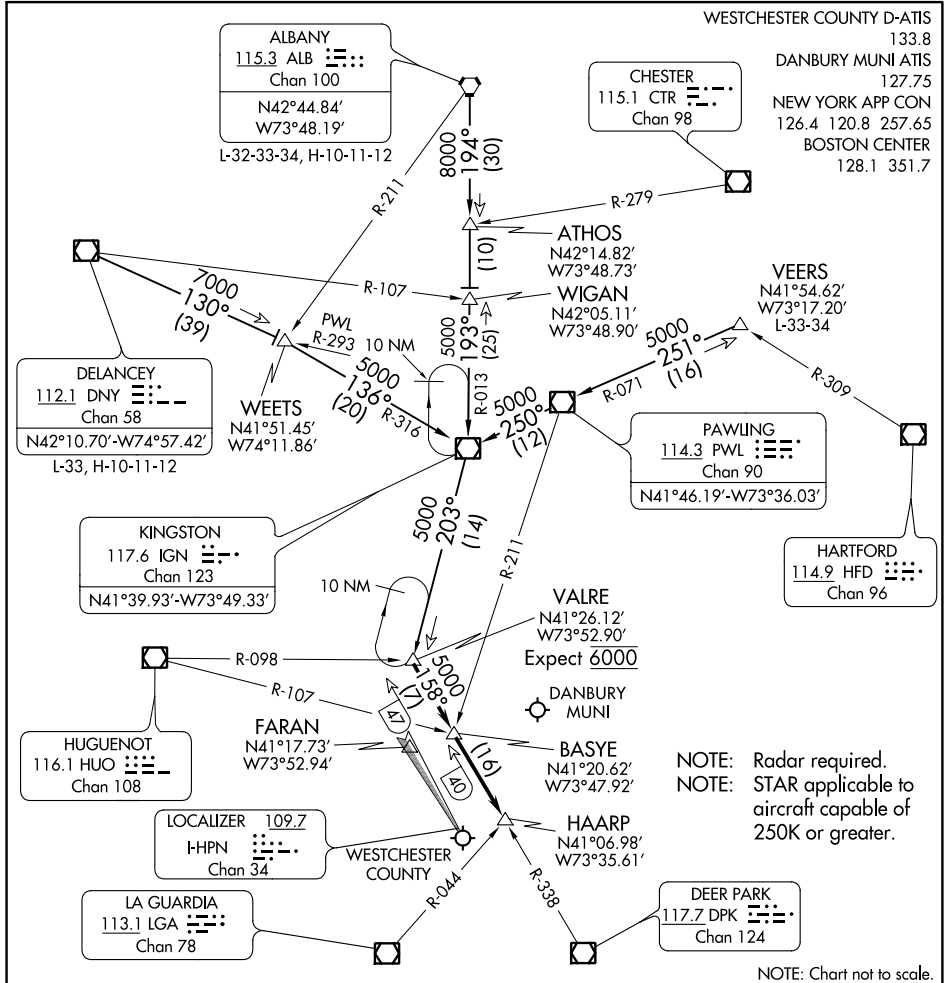 WESTCHESTER COUNTY D-ATIS
133.8
DANBURY MUNI ATIS
127.75
NEW YORK APP CON
126.4 120.8 257.65
BOSTON CENTER
128.1 351.7
ALBANY
115.3 ALB
Chan 100
N42°44.84'
W73°48.19'
L-32-33-34, H-10-11-12
CHESTER
115.1 CTR
Chan 98
8000
194°
(30)
R-211
R-279
ATHOS
N42°14.82'
W73°48.73'
(10)
WIGAN
N42°05.11'
W73°48.90'
R-107
7000
130°
(39)
VEERS
N41°54.62'
W73°17.20'
L-33-34
PWL
R-293
10 NM
5000
193°
(25)
R-013
5000
136°
(20)
R-316
5000
251°
(16)
R-071
5000
250°
(12)
R-309
DELANCEY
112.1 DNY
Chan 58
N42°10.70'-W74°57.42'
L-33, H-10-11-12
WEETS
N41°51.45'
W74°11.86'
PAWLING
114.3 PWL
Chan 90
N41°46.19'-W73°36.03'
KINGSTON
117.6 IGN
Chan 123
N41°39.93'-W73°49.33'
5000
203°
(14)
R-211
HARTFORD
114.9 HFD
Chan 96
10 NM
VALRE
N41°26.12'
W73°52.90'
Expect 6000
R-098
R-107
5000
158°
(7)
DANBURY
MUNI
HUGUENOT
116.1 HUO
Chan 108
FARAN
N41°17.73'
W73°52.94'
47
40
(16)
BASYE
N41°20.62'
W73°47.92'
NOTE: Radar required.
NOTE: STAR applicable to
aircraft capable of
250K or greater.
LOCALIZER 109.7
I-HPN
Chan 34
WESTCHESTER
COUNTY
HAARP
N41°06.98'
W73°35.61'
R-044
R-338
LA GUARDIA
113.1 LGA
Chan 78
DEER PARK
117.7 DPK
Chan 124
NOTE: Chart not to scale.